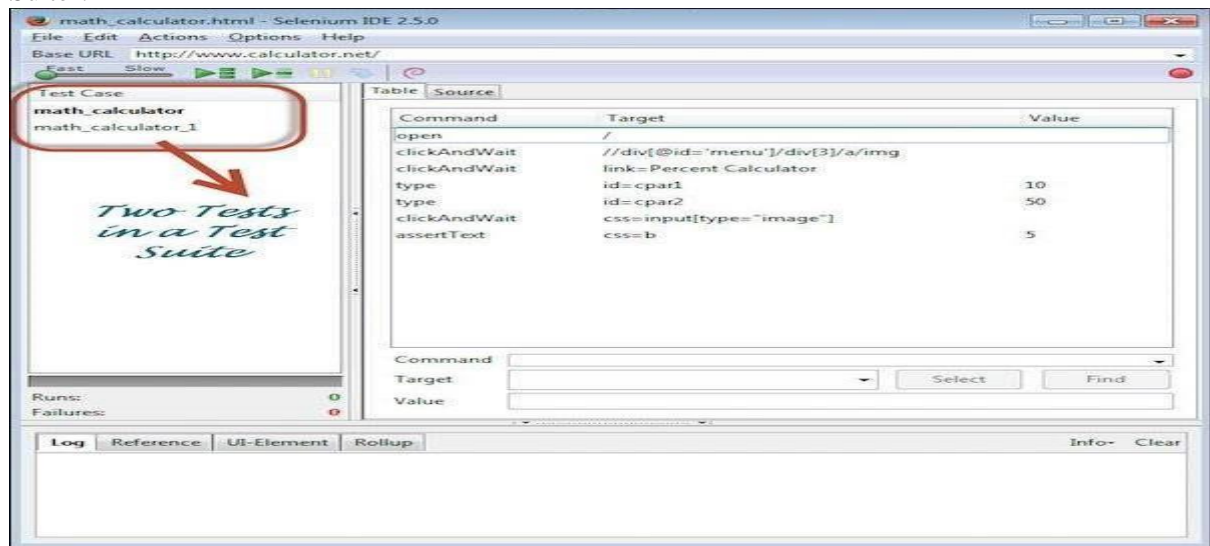 math_calculator.html - Selenium IDE 2.5.0
File Edit Actions Options Help
Base URL http://www.calculator.net/
Fast Slow
Test Case
math_calculator
math_calculator_1
Two Tests
in a Test
Suite
Table Source
Command Target Value
open /
clickAndWait //div[@id='menu']/div[3]/a/img
clickAndWait link=Percent Calculator
type id=cpar1 10
type id=cpar2 50
clickAndWait css=input[type="image"]
assertText css=b 5
Command
Target Select Find
Value
Runs: 0
Failures: 0
Log Reference UI-Element Rollup Info Clear